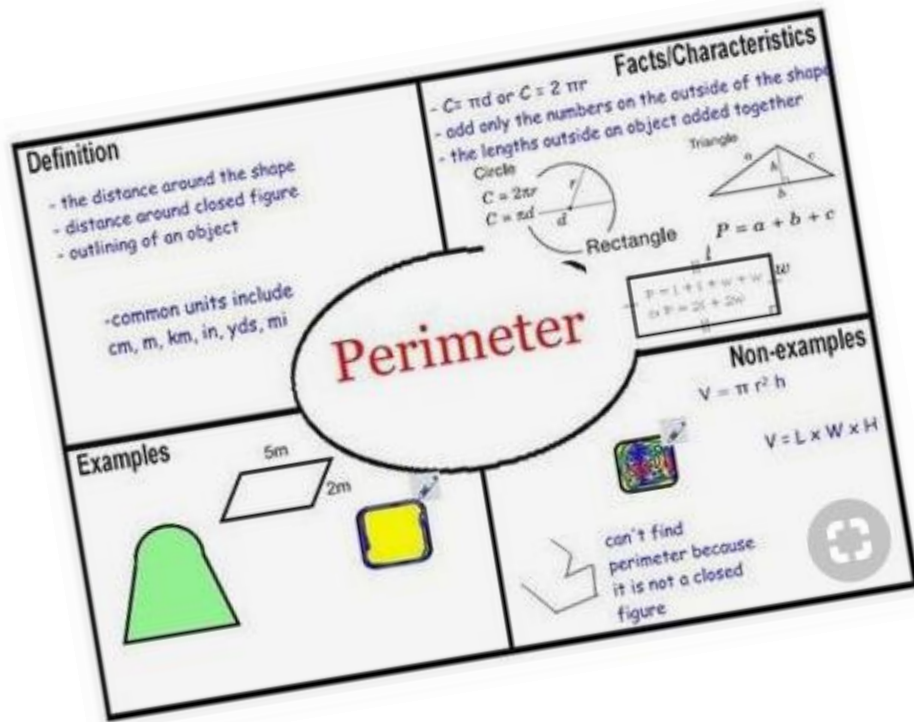 Definition
- the distance around the shape
- distance around closed figure
- outlining of an object
-common units include
cm, m, km, in, yds, mi
Facts/Characteristics
- C= πd or C = 2 πr
- add only the numbers on the outside of the shape
- the lengths outside an object added together
Circle
C = 2πr
C = πd
r
d
Triangle
a
h
c
b
P = a + b + c
Rectangle
l
w
P = l + l + w + w
or P = 2l + 2w
Perimeter
Examples
5m
2m
Non-examples
V = π r² h
V = L x W x H
can't find
perimeter because
it is not a closed
figure